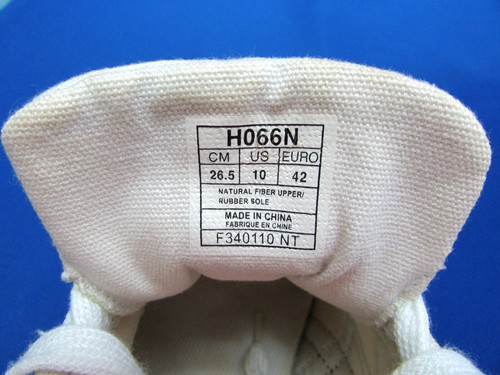 H066N
CM US EURO
26.5 10 42
NATURAL FIBER UPPER/
RUBBER SOLE
MADE IN CHINA
FABRIQUE EN CHINE
F340110 NT